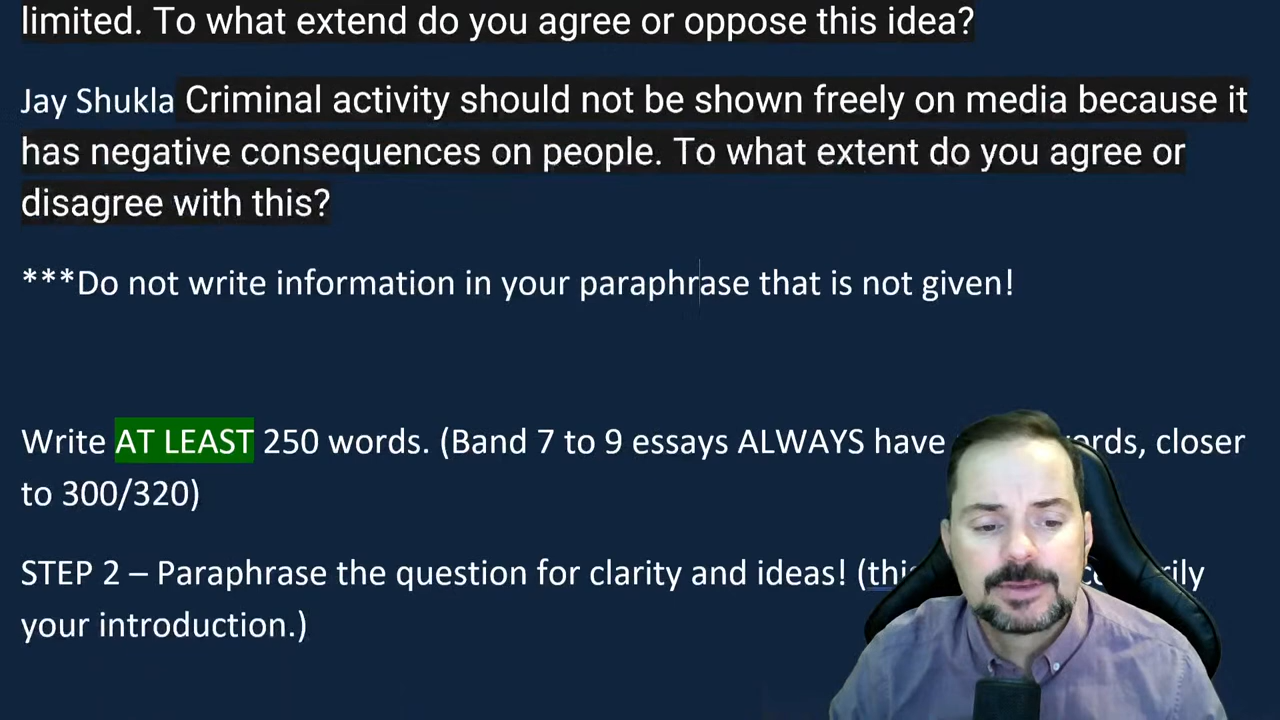 limited. To what extend do you agree or oppose this idea?
Jay Shukla Criminal activity should not be shown freely on media because it
has negative consequences on people. To what extent do you agree or
disagree with this?
***Do not write information in your paraphrase that is not given!
Write AT LEAST 250 words. (Band 7 to 9 essays ALWAYS have words, closer
to 300/320)
STEP 2 – Paraphrase the question for clarity and ideas! (
your introduction.)